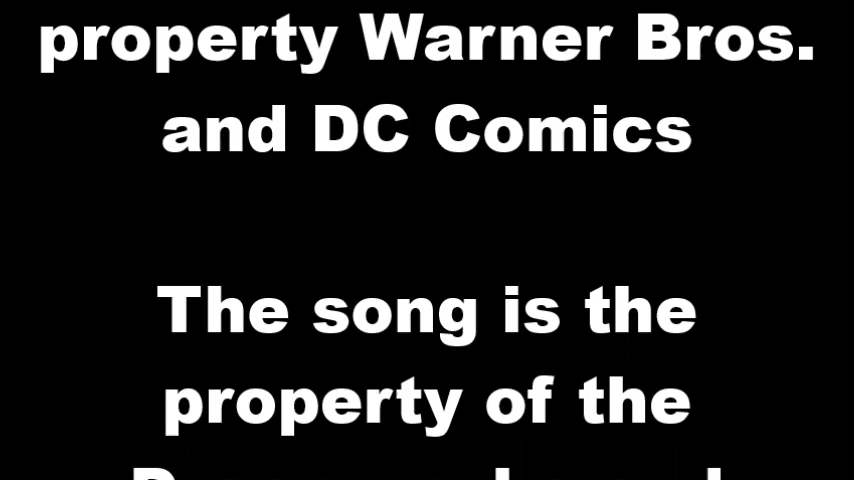 property Warner Bros.
and DC Comics
The song is the
property of the